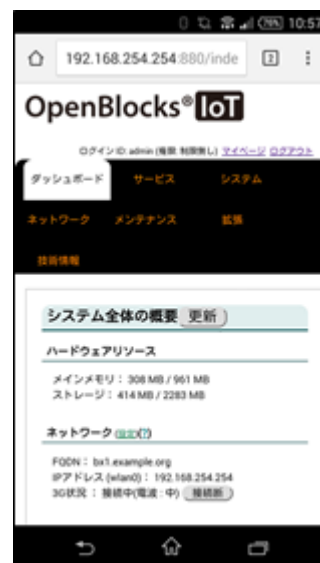 79% 10:57
192.168.254.254:880/inde
2
OpenBlocks® IoT
ログインID: admin (権限 制限無し) マイページ ログアウト
ダッシュボード サービス システム
ネットワーク メンテナンス 拡張
技術情報
システム全体の概要 更新
ハードウェアリソース
メインメモリ: 308 MB / 961 MB
ストレージ: 414 MB / 2283 MB
ネットワーク (設定)(?)
FQDN: bx1.example.org
IPアドレス (wlan0): 192.168.254.254
3G状況: 接続中(電波: 中) 接続断